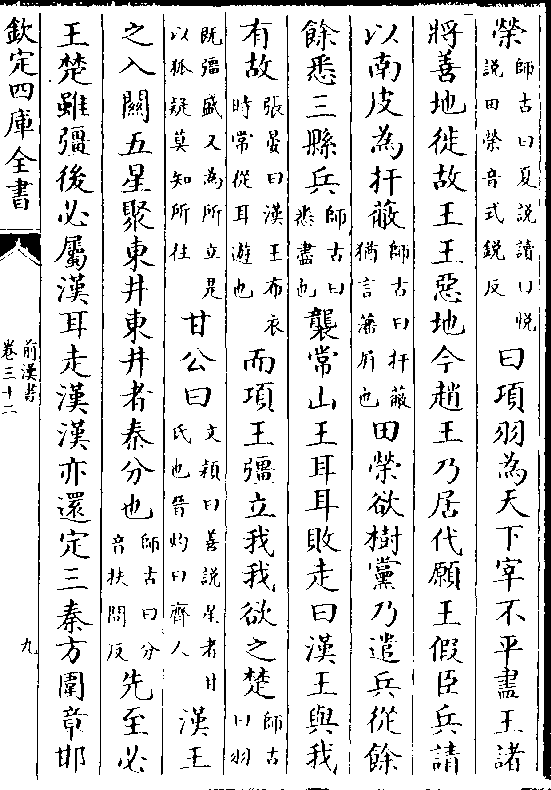 榮師古曰夏說讀曰悅說田榮音式鋭反曰項羽為天下宰不平盡王諸
將善地徙故王王惡地今趙王乃居代願王假臣兵請
以南皮為扞蔽師古曰扞蔽猶言藩屏也田榮欲樹黨乃遣兵從餘
餘悉三縣兵師古曰悉盡也襲常山王耳耳敗走曰漢王與我
有故張晏曰漢王布衣時常從耳遊也而項王彊立我我欲之楚師古曰羽
既彊盛又為所立是以狐疑莫知所往甘公曰文穎曰善說星者甘氏也晉灼曰齊人漢王
之入關五星聚東井東井者秦分也師古曰分音扶問反先至必
王楚雖彊後必屬漢耳走漢漢亦還定三秦方圍章邯
欽定四庫全書
前漢書
卷三十二
九